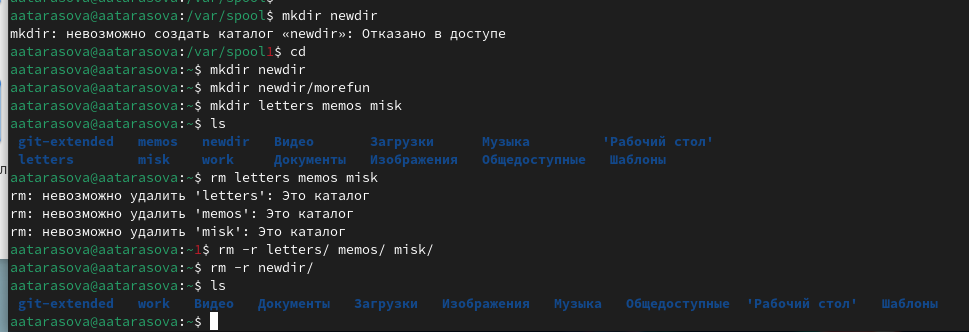 aatarasova@aatarasova:/var/spool$ mkdir newdir
mkdir: невозможно создать каталог «newdir»: Отказано в доступе
aatarasova@aatarasova:/var/spool1$ cd
aatarasova@aatarasova:~$ mkdir newdir
aatarasova@aatarasova:~$ mkdir newdir/morefun
aatarasova@aatarasova:~$ mkdir letters memos misk
aatarasova@aatarasova:~$ ls
git-extended memos newdir Видео Загрузки Музыка 'Рабочий стол'
letters misk work Документы Изображения Общедоступные Шаблоны
aatarasova@aatarasova:~$ rm letters memos misk
rm: невозможно удалить 'letters': Это каталог
rm: невозможно удалить 'memos': Это каталог
rm: невозможно удалить 'misk': Это каталог
aatarasova@aatarasova:~1$ rm -r letters/ memos/ misk/
aatarasova@aatarasova:~$ rm -r newdir/
aatarasova@aatarasova:~$ ls
git-extended work Видео Документы Загрузки Изображения Музыка Общедоступные 'Рабочий стол' Шаблоны
aatarasova@aatarasova:~$